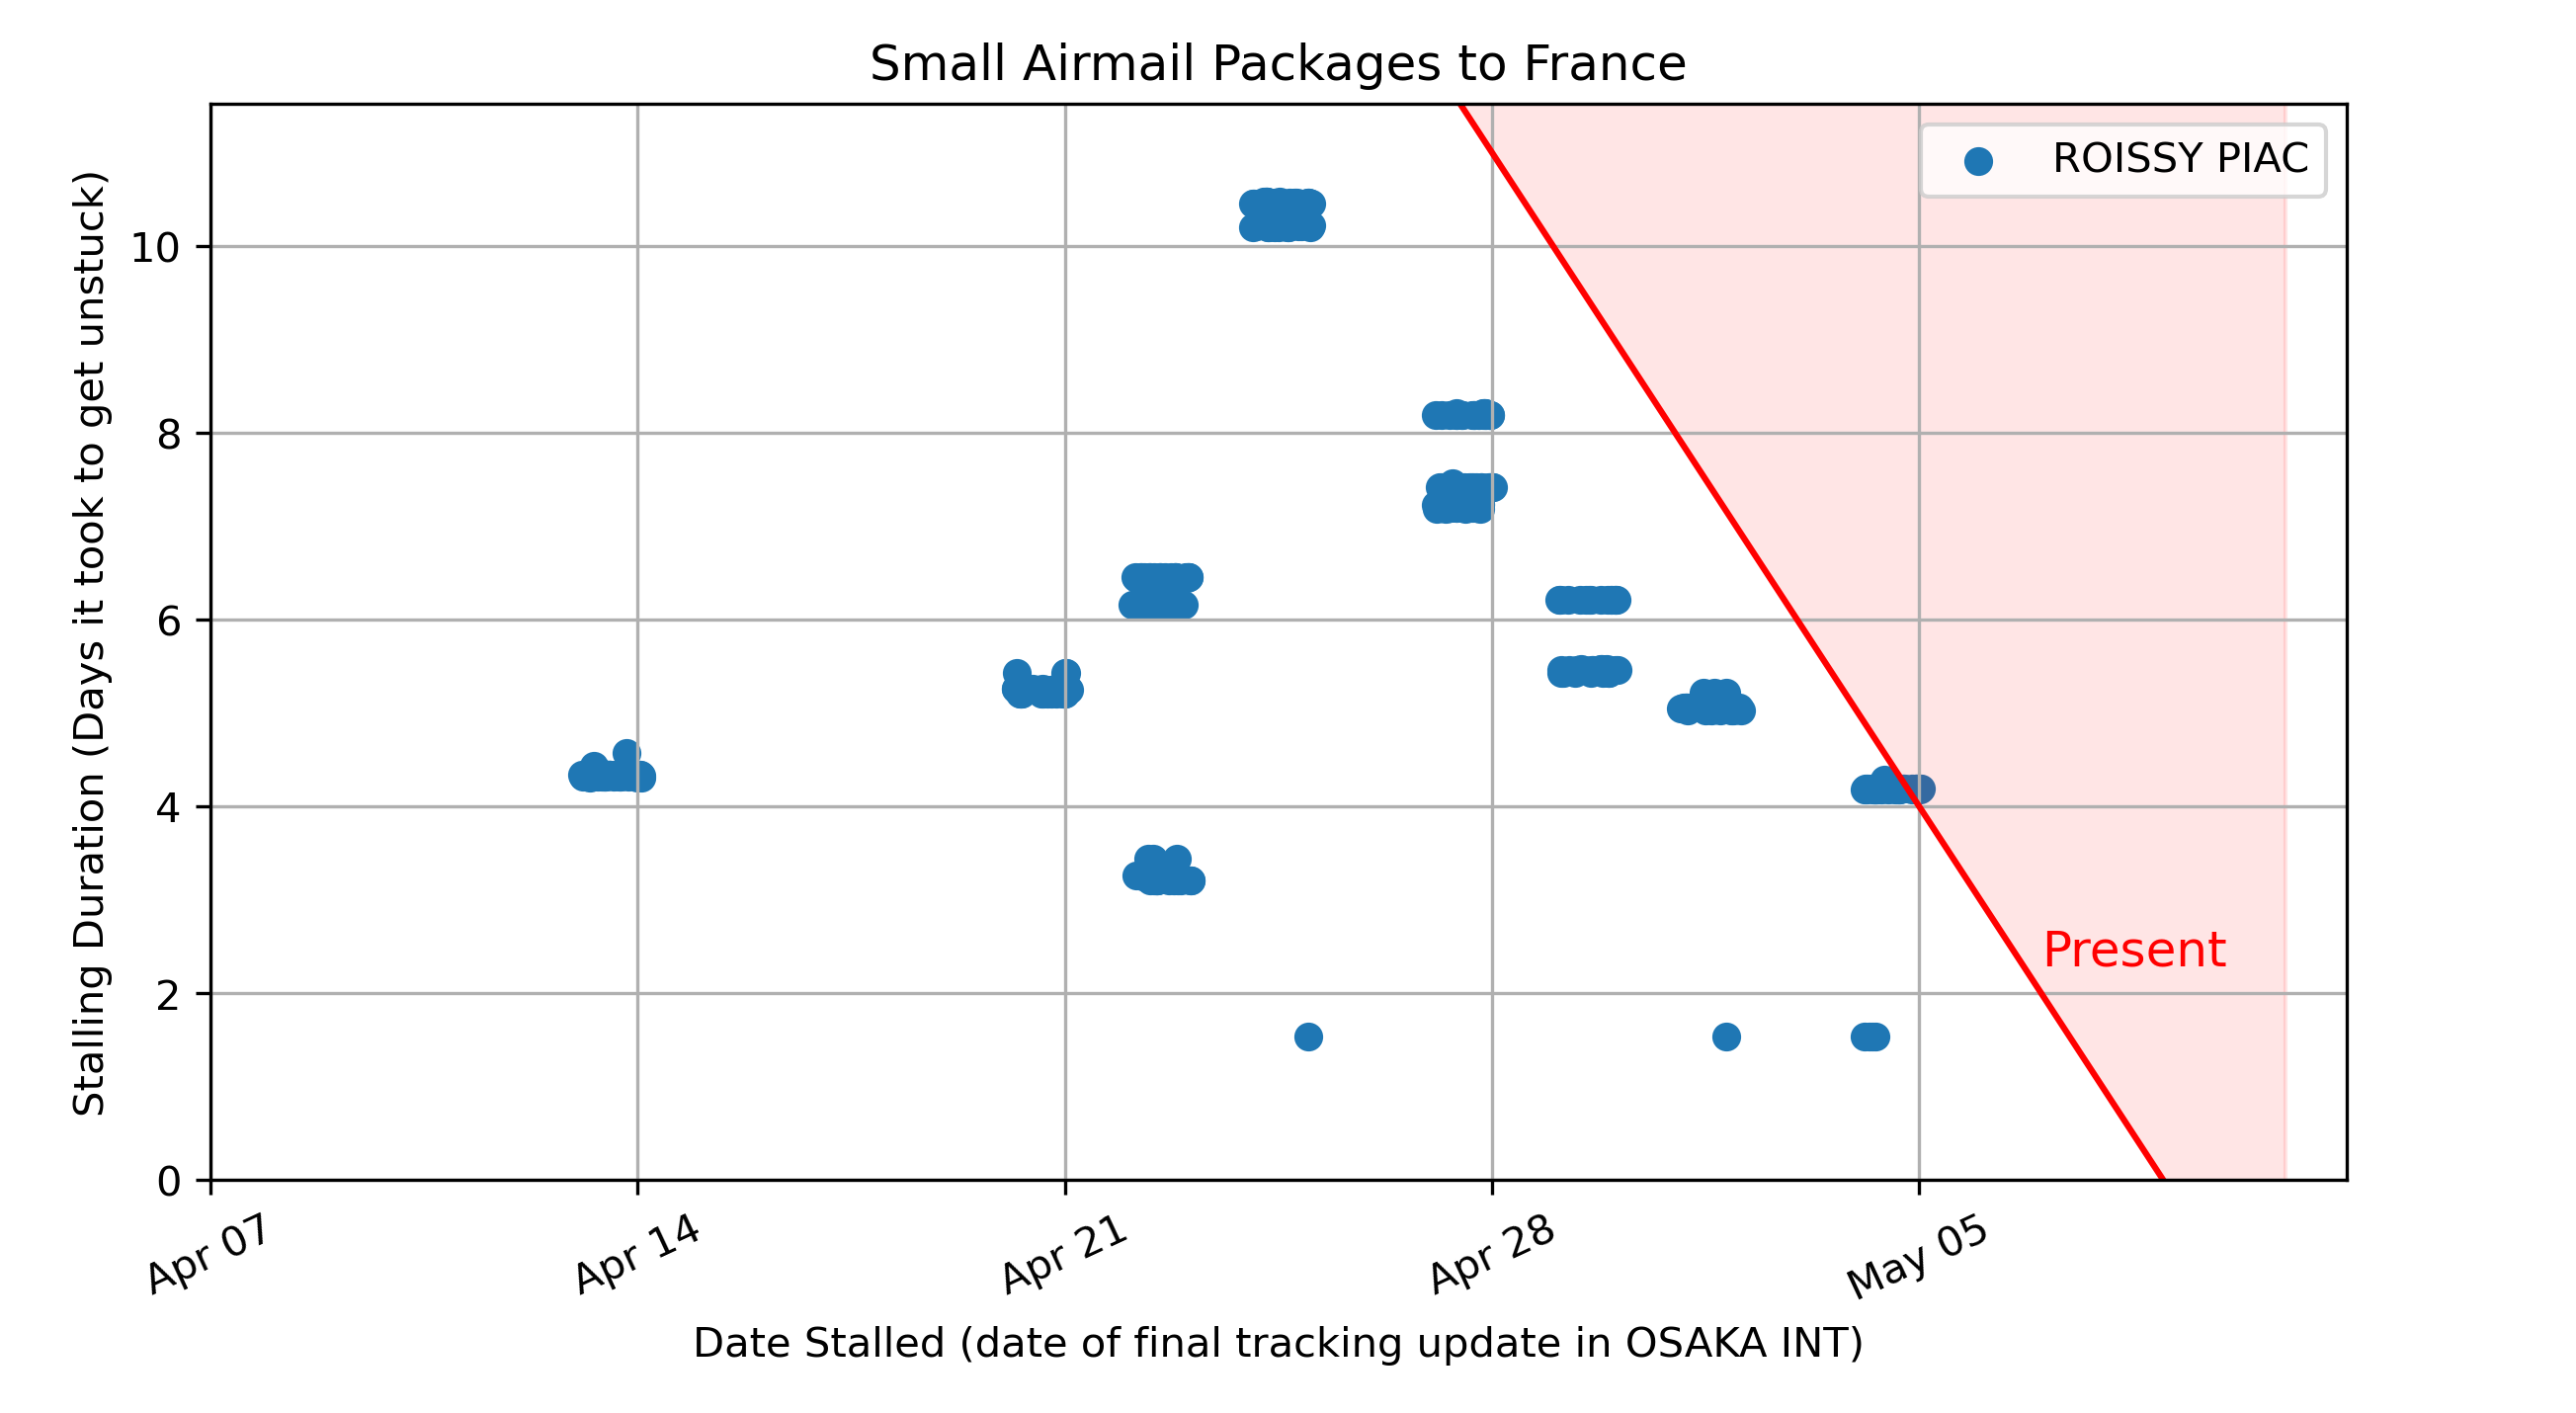 Small Airmail Packages to France
ROISSY PIAC
Stalling Duration (Days it took to get unstuck)
10
8
6
4
2
0
Present
Apr 07
Apr 14
Apr 21
Apr 28
May 05
Date Stalled (date of final tracking update in OSAKA INT)